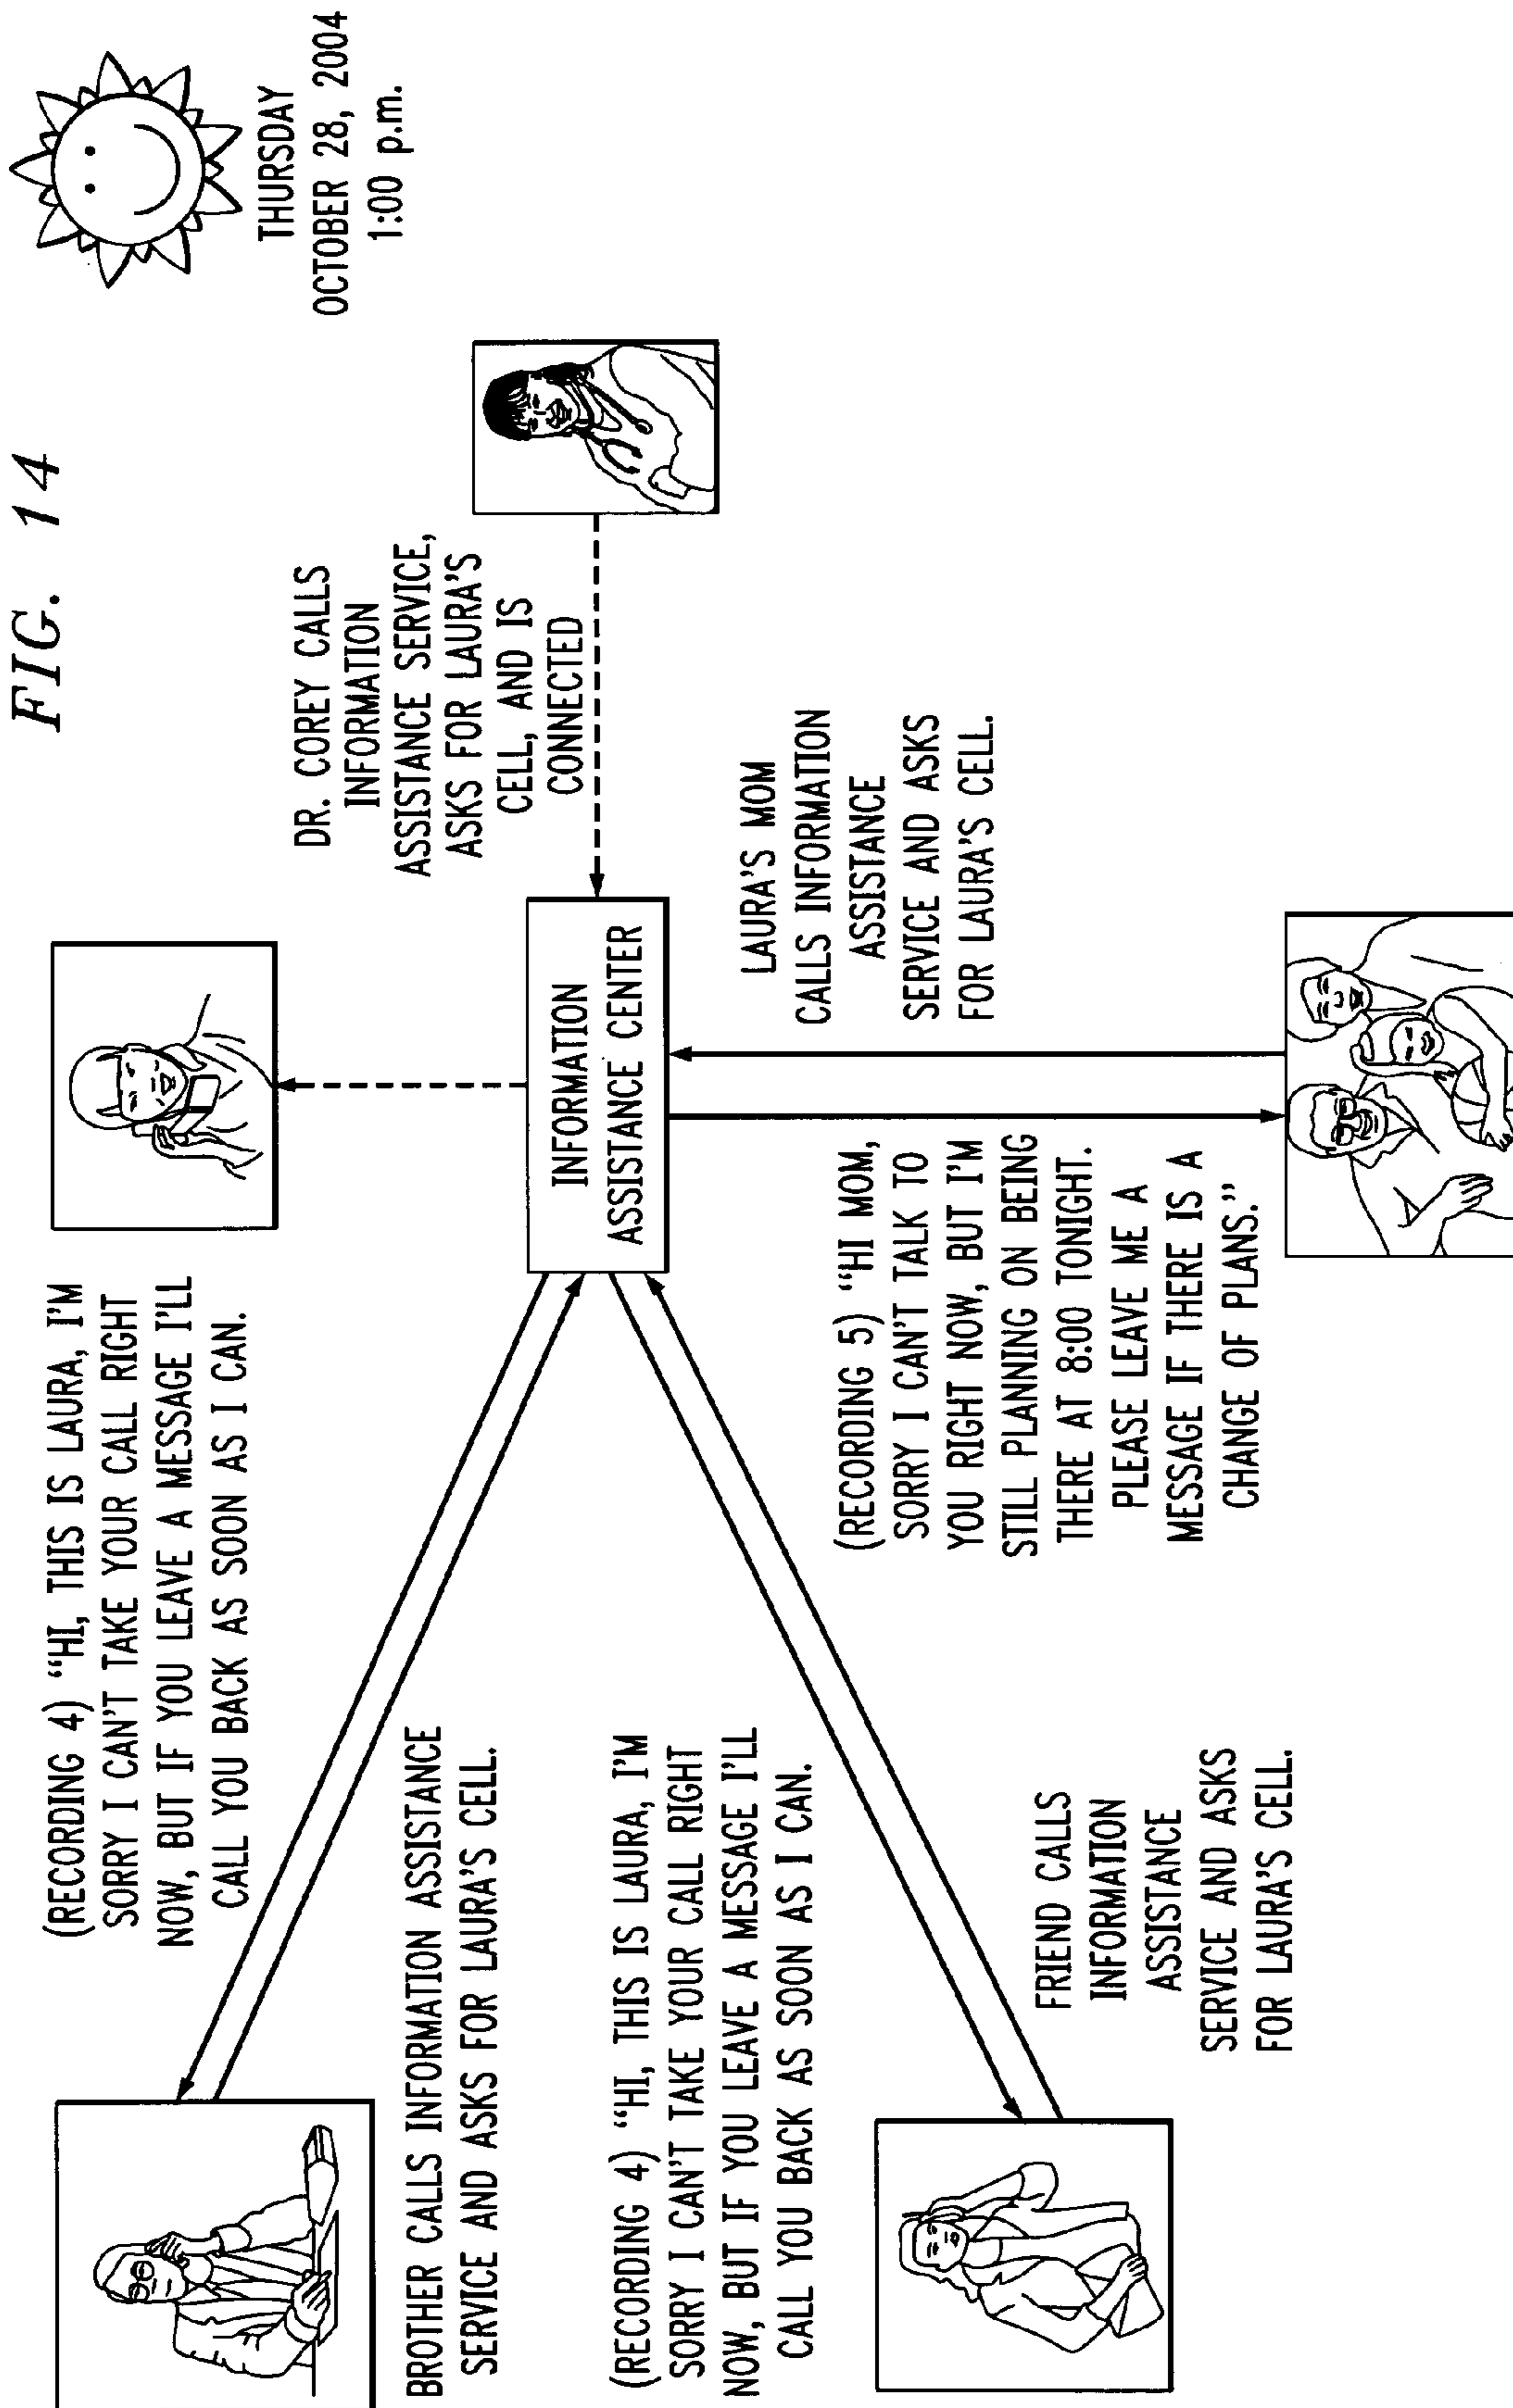 FIG. 14
THURSDAY
OCTOBER 28, 2004
1:00 p.m.
(RECORDING 4) “HI, THIS IS LAURA, I'M
SORRY I CAN'T TAKE YOUR CALL RIGHT
NOW, BUT IF YOU LEAVE A MESSAGE I'LL
CALL YOU BACK AS SOON AS I CAN.
DR. COREY CALLS
INFORMATION
ASSISTANCE SERVICE,
ASKS FOR LAURA'S
CELL, AND IS
CONNECTED
BROTHER CALLS INFORMATION ASSISTANCE
SERVICE AND ASKS FOR LAURA'S CELL.
INFORMATION
ASSISTANCE CENTER
(RECORDING 4) “HI, THIS IS LAURA, I'M
SORRY I CAN'T TAKE YOUR CALL RIGHT
NOW, BUT IF YOU LEAVE A MESSAGE I'LL
CALL YOU BACK AS SOON AS I CAN.
LAURA'S MOM
CALLS INFORMATION
ASSISTANCE
SERVICE AND ASKS
FOR LAURA'S CELL.
(RECORDING 5) “HI MOM,
SORRY I CAN'T TALK TO
YOU RIGHT NOW, BUT I'M
STILL PLANNING ON BEING
THERE AT 8:00 TONIGHT.
PLEASE LEAVE ME A
MESSAGE IF THERE IS A
CHANGE OF PLANS.”
FRIEND CALLS
INFORMATION
ASSISTANCE
SERVICE AND ASKS
FOR LAURA'S CELL.